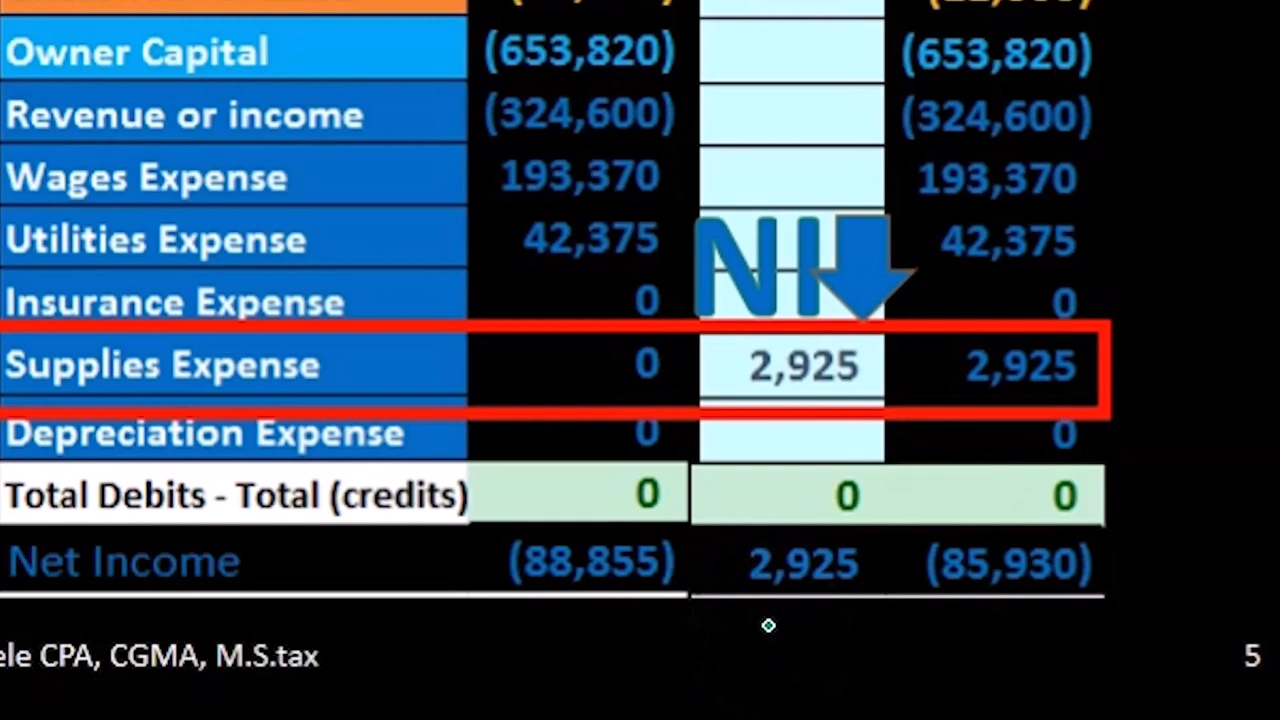 Owner Capital (653,820) (653,820)
Revenue or income (324,600) (324,600)
Wages Expense 193,370 193,370
Utilities Expense 42,375 42,375
NI
Insurance Expense 0 0
Supplies Expense 0 2,925 2,925
Depreciation Expense 0 0
Total Debits - Total (credits) 0 0 0
Net Income (88,855) 2,925 (85,930)
CPA, CGMA, M.S.tax 5